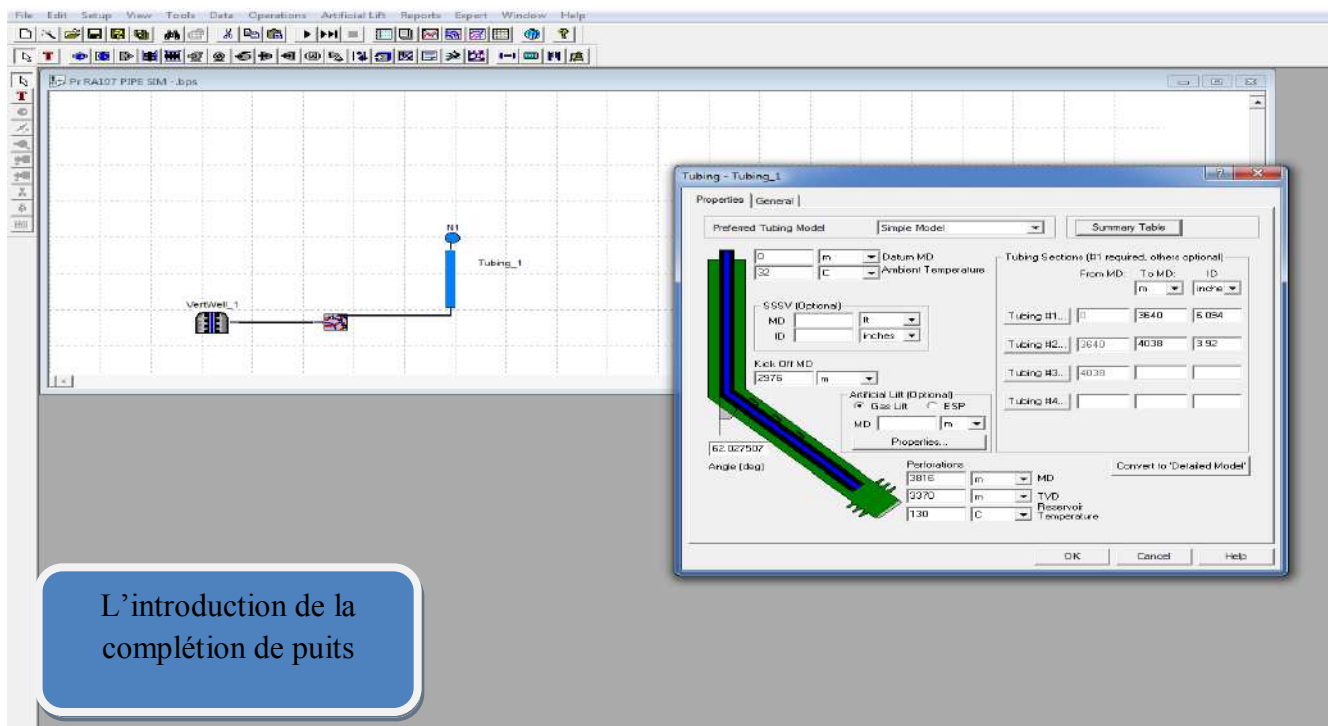 File Edit Setup View Tools Data Operations Artificial Lift Reports Expert Window Help
Pr RA107 PIPE SIM -.bps
N1
Tubing_1
VertWell_1
Tubing - Tubing_1
Properties General
Preferred Tubing Model Simple Model Summary Table
0 m Datum MD
32 C Ambient Temperature
SSSV (Optional)
MD ft
ID inches
Kick Off MD
2976 m
Artificial Lift (Optional)
Gas Lift ESP
MD m
Properties...
62.027507
Angle (deg)
Perforations
3816 m MD
3370 m TVD
130 C Reservoir Temperature
Tubing Sections (#1 required, others optional)
From MD: To MD: ID
m inche
Tubing #1... 0 3640 6.094
Tubing #2... 3640 4038 3.92
Tubing #3... 4038
Tubing #4...
Convert to 'Detailed Model'
OK Cancel Help
L'introduction de la
complétion de puits